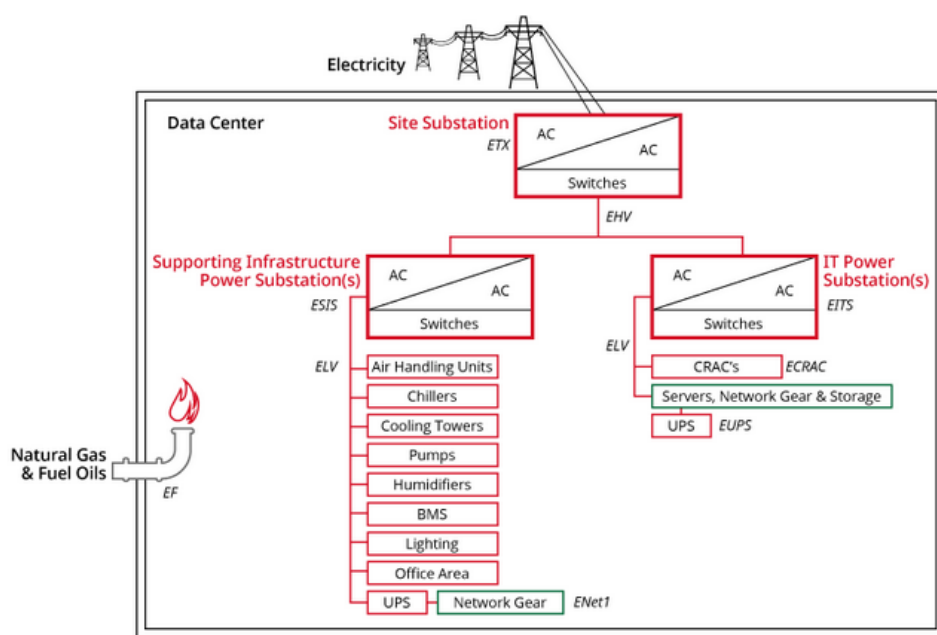 Electricity
Data Center
Site Substation
ETX
AC
AC
Switches
EHV
Supporting Infrastructure
Power Substation(s)
ESIS
AC
AC
Switches
IT Power
Substation(s)
EITS
AC
AC
Switches
ELV
Air Handling Units
Chillers
Cooling Towers
Pumps
Humidifiers
BMS
Lighting
Office Area
UPS
Network Gear
ENet1
ELV
CRAC's
ECRAC
Servers, Network Gear & Storage
UPS
EUPS
Natural Gas
& Fuel Oils
EF